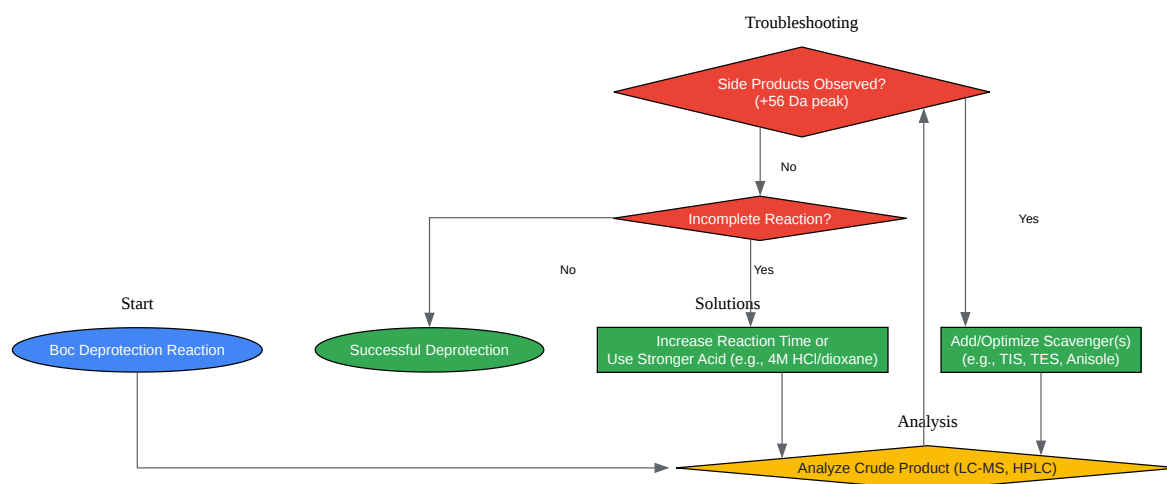 Troubleshooting
Side Products Observed?
(+56 Da peak)
No
Incomplete Reaction?
Yes
No
Yes
Start
Solutions
Boc Deprotection Reaction
Successful Deprotection
Increase Reaction Time or
Use Stronger Acid (e.g., 4M HCl/dioxane)
Add/Optimize Scavenger(s)
(e.g., TIS, TES, Anisole)
Analysis
Analyze Crude Product (LC-MS, HPLC)